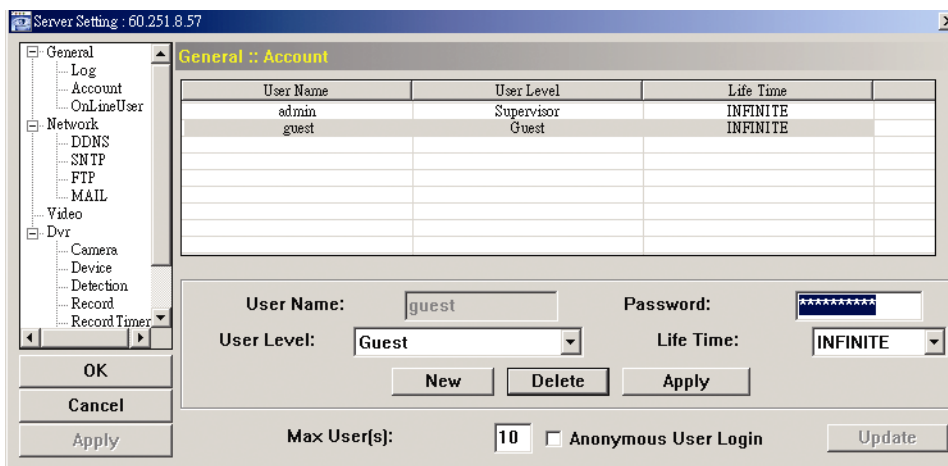 Server Setting : 60.251.8.57
General
Log
Account
OnLineUser
Network
DDNS
SNTP
FTP
MAIL
Video
Dvr
Camera
Device
Detection
Record
Record Timer
OK
Cancel
Apply
General :: Account
User Name User Level Life Time
admin Supervisor INFINITE
guest Guest INFINITE
User Name: guest Password: **********
User Level: Guest Life Time: INFINITE
New Delete Apply
Max User(s): 10 Anonymous User Login Update